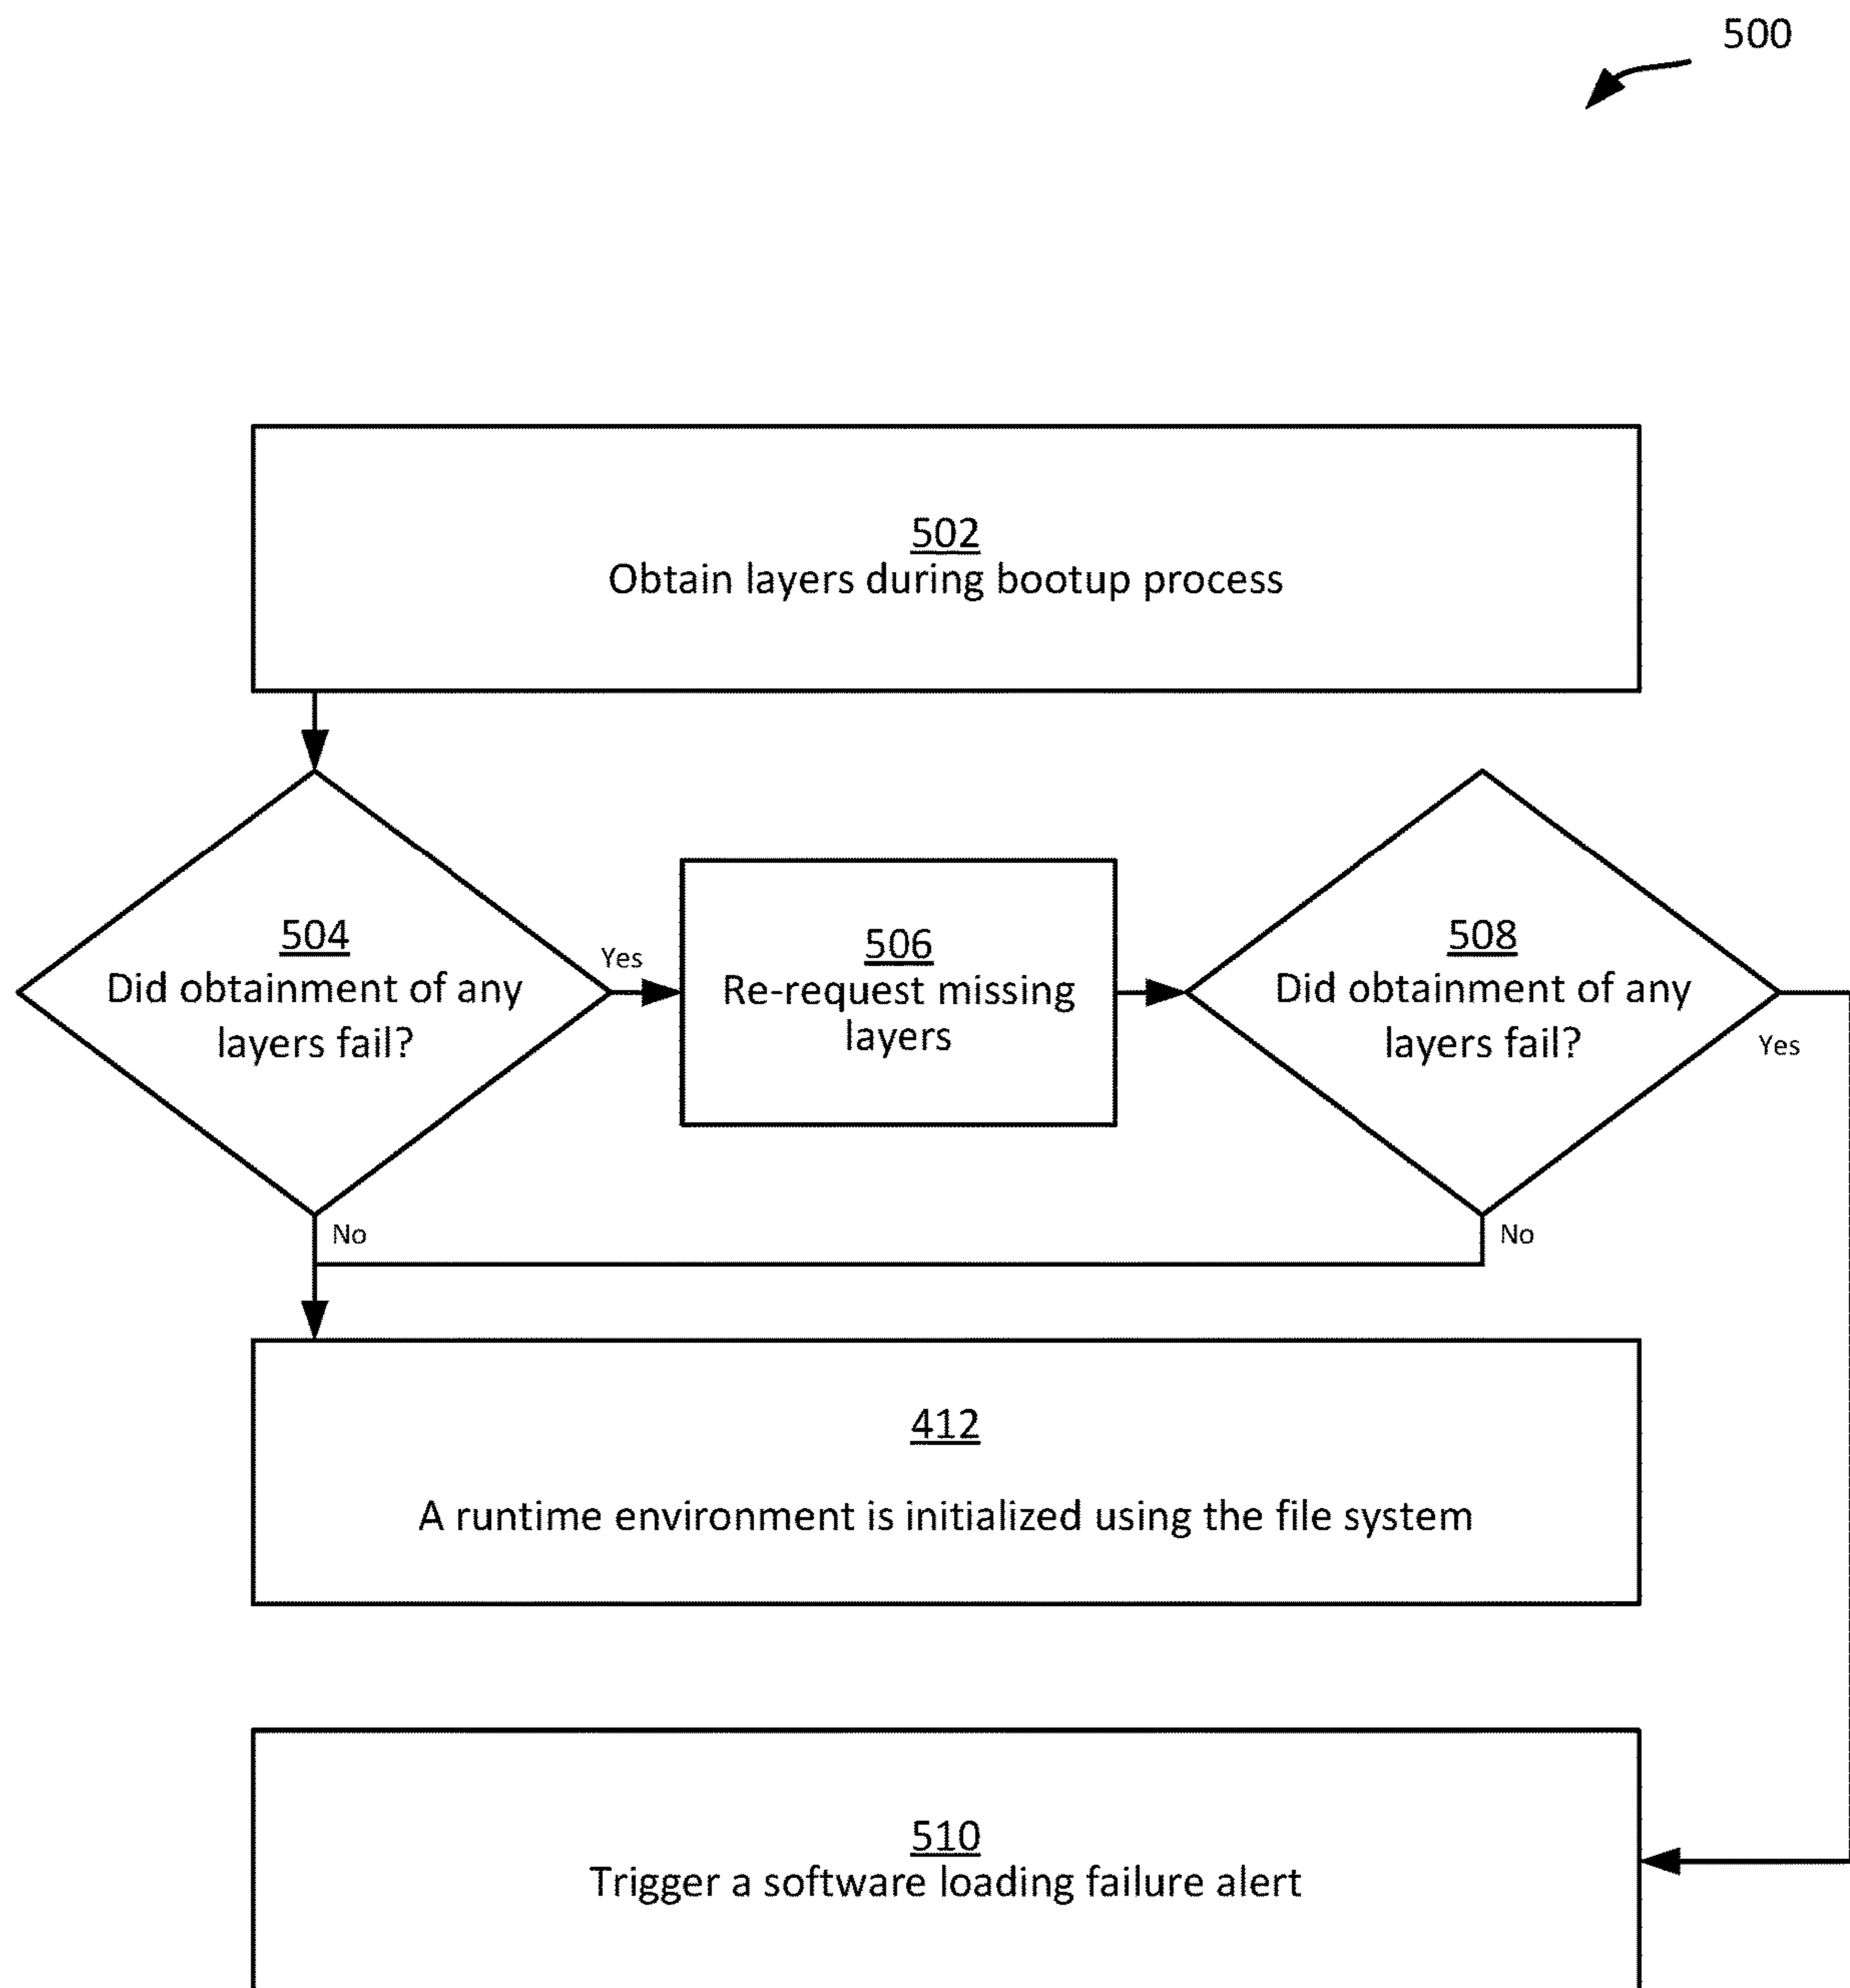 500
502
Obtain layers during bootup process
504
Did obtainment of any
layers fail?
Yes
506
Re-request missing
layers
508
Did obtainment of any
layers fail?
Yes
No
No
412
A runtime environment is initialized using the file system
510
Trigger a software loading failure alert